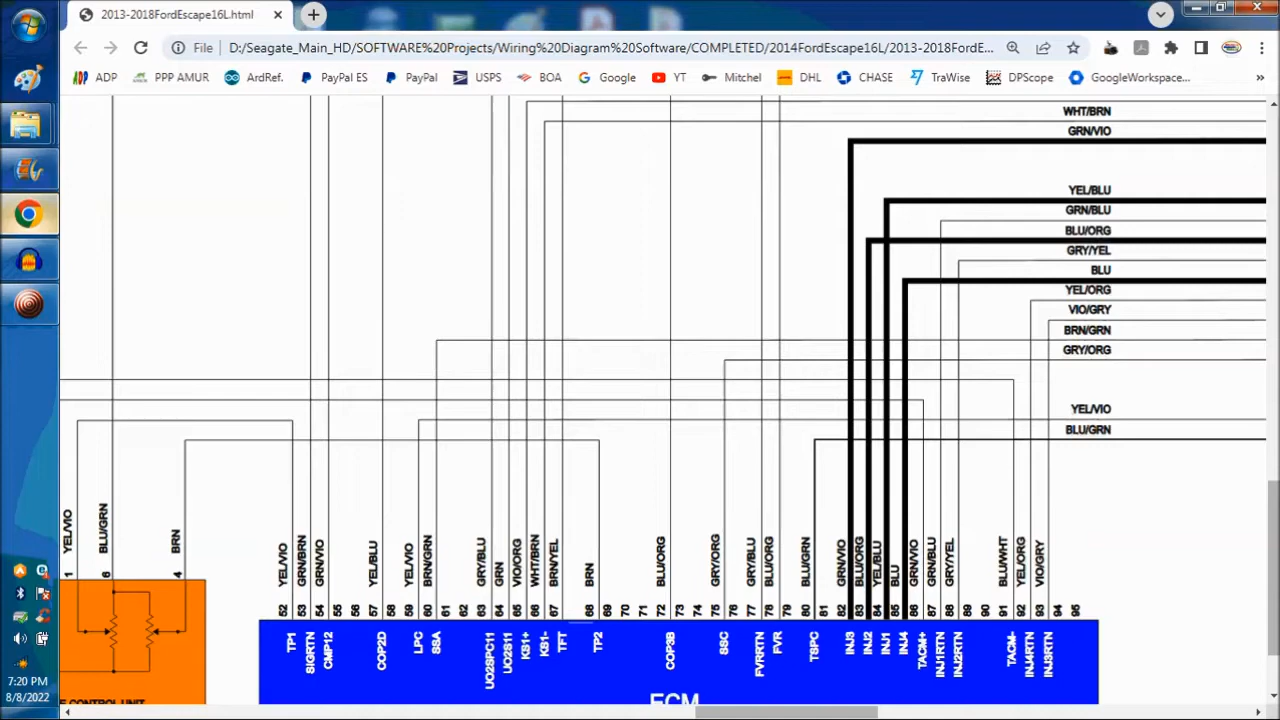 2013-2018FordEscape16L.html
File
D:/Seagate_Main_HD/SOFTWARE%20Projects/Wiring%20Diagram%20Software/COMPLETED/2014FordEscape16L/2013-2018FordE...
ADP
PPP AMUR
ArdRef.
PayPal ES
PayPal
USPS
BOA
Google
YT
Mitchel
DHL
CHASE
TraWise
DPScope
GoogleWorkspace...
»
WHT/BRN
GRN/VIO
YEL/BLU
GRN/BLU
BLU/ORG
GRY/YEL
BLU
YEL/ORG
VIO/GRY
BRN/GRN
GRY/ORG
YEL/VIO
BLU/GRN
YEL/VIO
BLU/GRN
BRN
1
6
4
YEL/VIO
GRN/BRN
GRN/VIO
YEL/BLU
YEL/VIO
BRN/GRN
GRY/BLU
GRN
VIO/ORG
WHT/BRN
BRN/YEL
BRN
BLU/ORG
GRY/ORG
GRY/BLU
BLU/ORG
BLU/GRN
GRN/VIO
BLU/ORG
YEL/BLU
BLU
GRN/VIO
GRN/BLU
GRY/YEL
BLU/WHT
YEL/ORG
VIO/GRY
52 53 54 55 56 57 58 59 60 61 62 63 64 65 66 67 68 69 70 71 72 73 74 75 76 77 78 79 80 81 82 83 84 85 86 87 88 89 90 91 92 93 94 95
TP1
SIGRTN
CMP12
COP2D
LPC
SSA
UO2SPC11
UO2S11
KS1+
KS1-
TFT
TP2
COP3B
SSC
FVRRTN
FVR
TSPC
INJ3
INJ2
INJ1
INJ4
TACM+
INJ1RTN
INJ2RTN
TACM-
INJ4RTN
INJ3RTN
ECM
E CONTROL UNIT
7:20 PM
8/8/2022